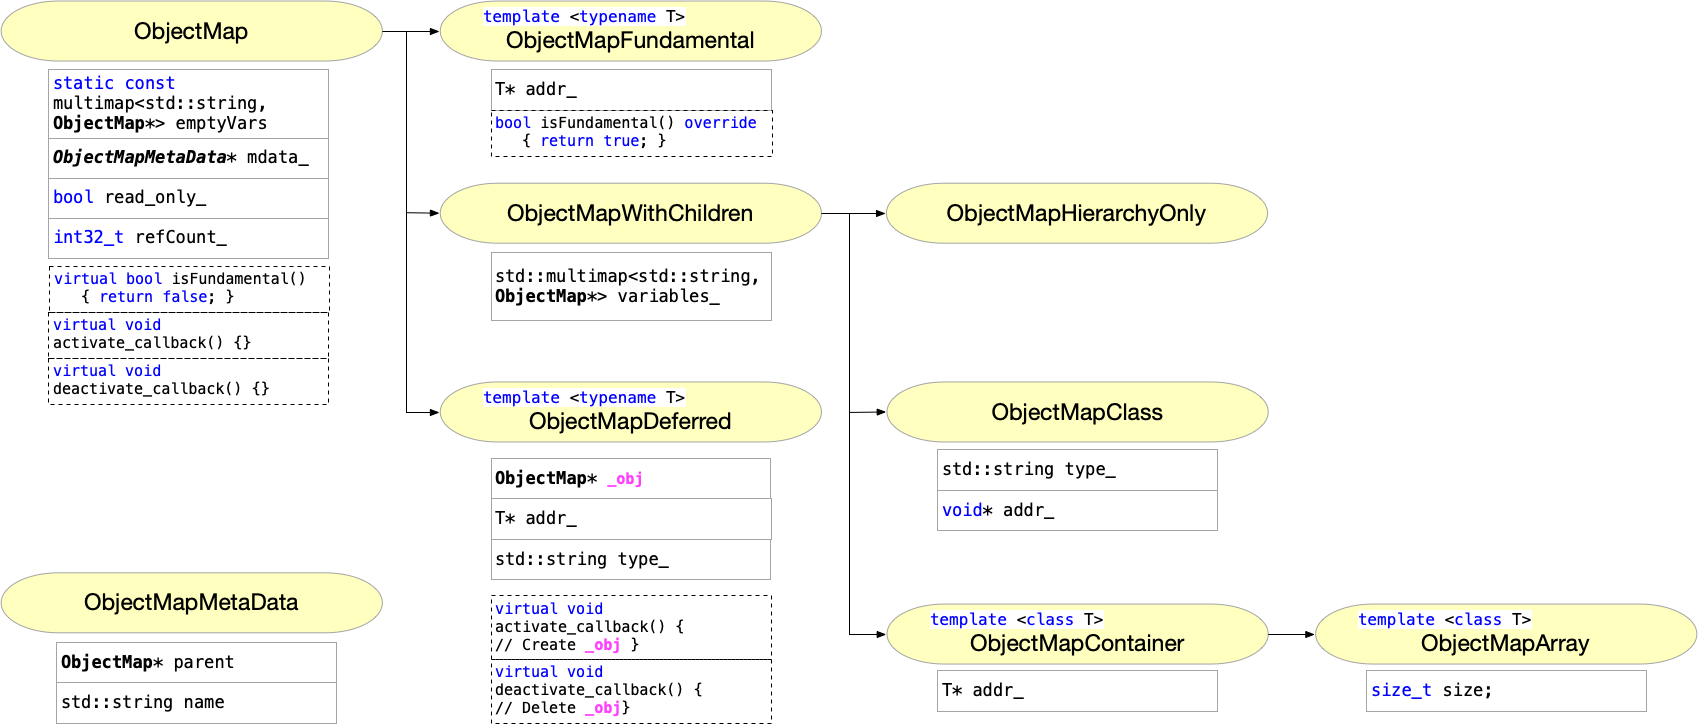 ObjectMap
static const
multimap<std::string,
ObjectMap*> emptyVars
ObjectMapMetaData* mdata_
bool read_only_
int32_t refCount_
virtual bool isFundamental()
{ return false; }
virtual void
activate_callback() {}
virtual void
deactivate_callback() {}
ObjectMapMetaData
ObjectMap* parent
std::string name
template <typename T>
ObjectMapFundamental
T* addr_
bool isFundamental() override
{ return true; }
ObjectMapWithChildren
std::multimap<std::string,
ObjectMap*> variables_
template <typename T>
ObjectMapDeferred
ObjectMap* _obj
T* addr_
std::string type_
virtual void
activate_callback() {
// Create _obj }
virtual void
deactivate_callback() {
// Delete _obj}
ObjectMapHierarchyOnly
ObjectMapClass
std::string type_
void* addr_
template <class T>
ObjectMapContainer
T* addr_
template <class T>
ObjectMapArray
size_t size;